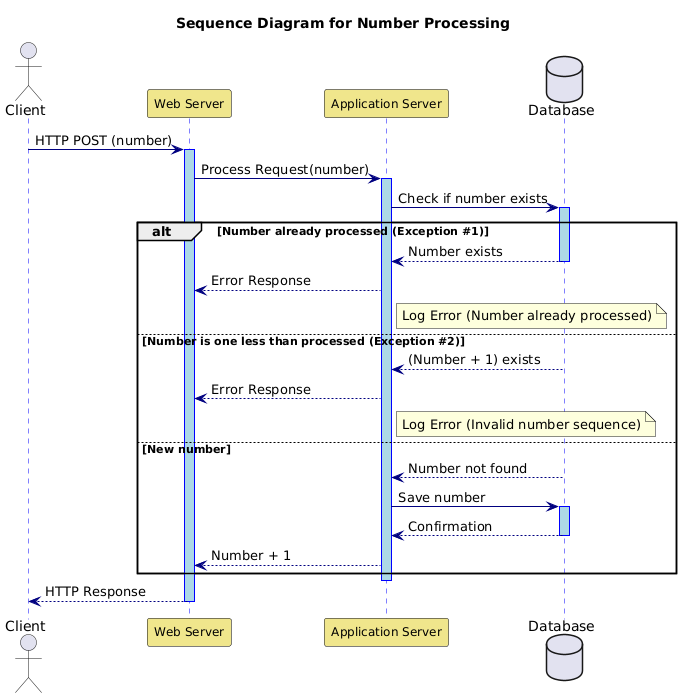 Sequence Diagram for Number Processing
Client
Web Server
Application Server
Database
HTTP POST (number)
Process Request(number)
Check if number exists
alt
[Number already processed (Exception #1)]
Number exists
Error Response
Log Error (Number already processed)
[Number is one less than processed (Exception #2)]
(Number + 1) exists
Error Response
Log Error (Invalid number sequence)
[New number]
Number not found
Save number
Confirmation
Number + 1
HTTP Response
Client
Web Server
Application Server
Database